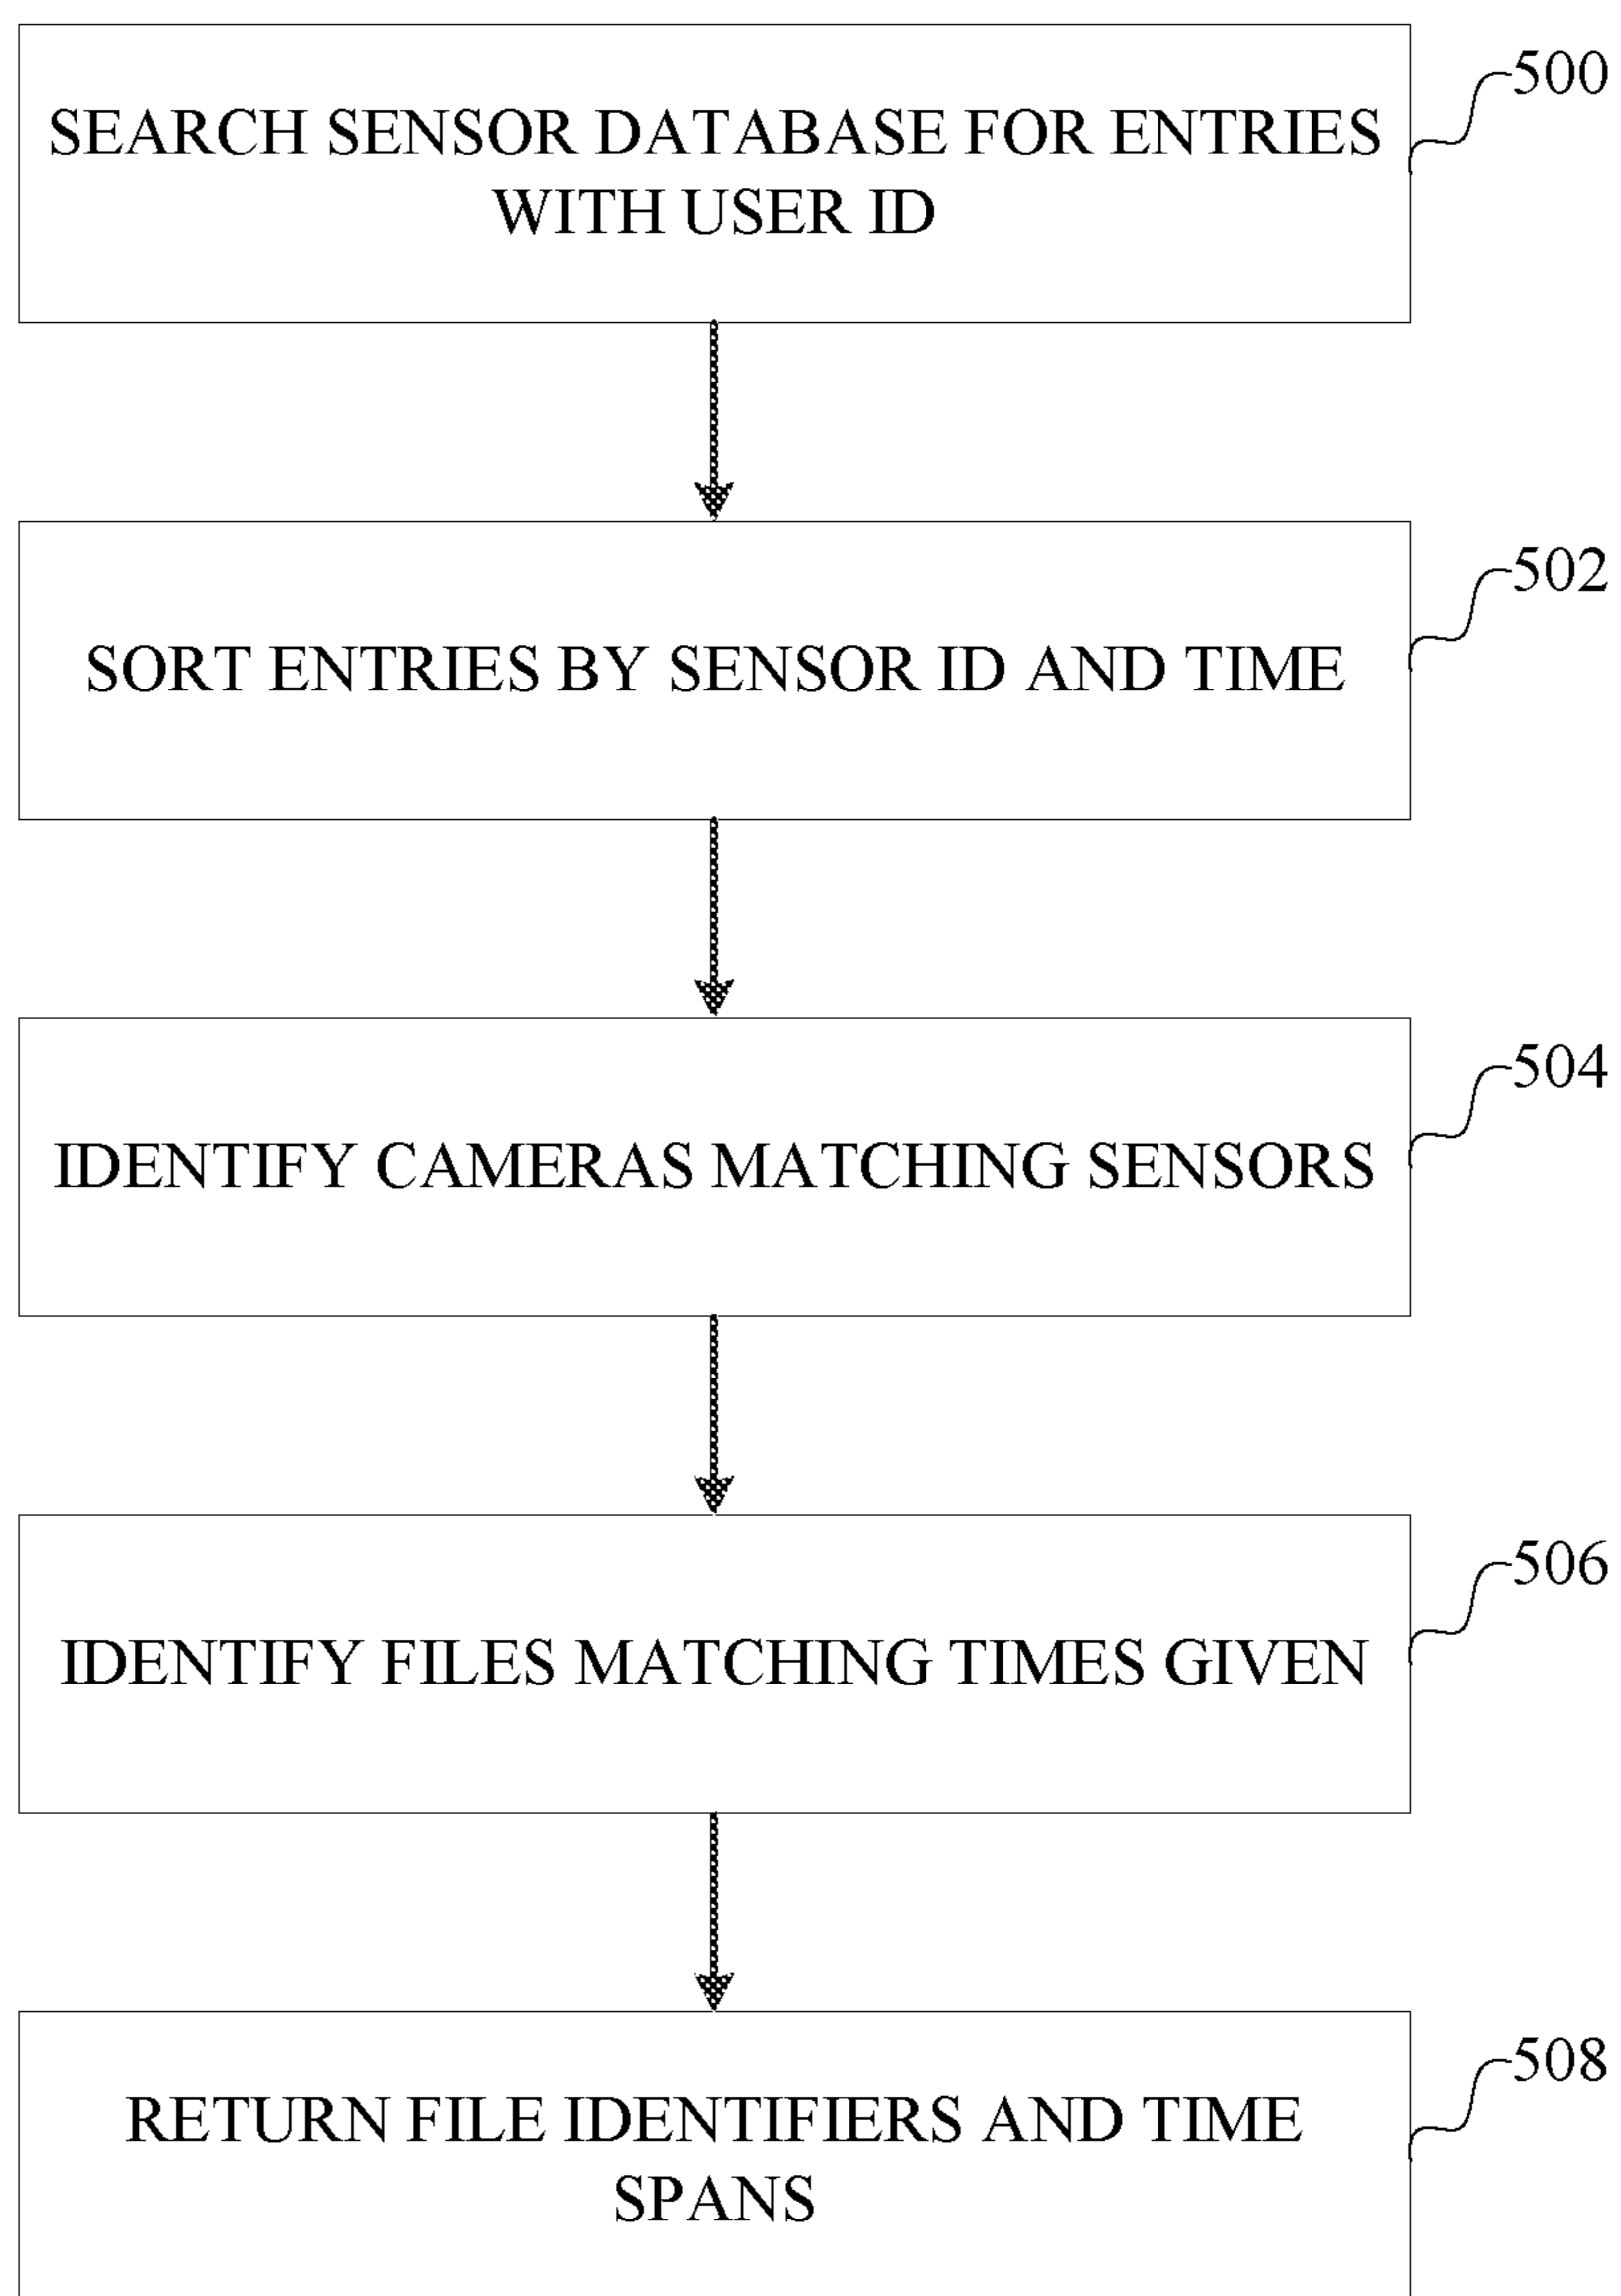 500
SEARCH SENSOR DATABASE FOR ENTRIES
WITH USER ID
502
SORT ENTRIES BY SENSOR ID AND TIME
504
IDENTIFY CAMERAS MATCHING SENSORS
506
IDENTIFY FILES MATCHING TIMES GIVEN
508
RETURN FILE IDENTIFIERS AND TIME
SPANS